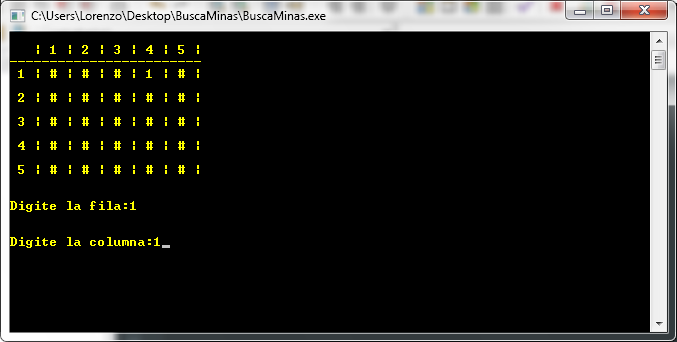 C:\Users\Lorenzo\Desktop\BuscaMinas\BuscaMinas.exe
¦ 1 ¦ 2 ¦ 3 ¦ 4 ¦ 5 ¦
------------------------
1 ¦ # ¦ # ¦ # ¦ 1 ¦ # ¦
2 ¦ # ¦ # ¦ # ¦ # ¦ # ¦
3 ¦ # ¦ # ¦ # ¦ # ¦ # ¦
4 ¦ # ¦ # ¦ # ¦ # ¦ # ¦
5 ¦ # ¦ # ¦ # ¦ # ¦ # ¦
Digite la fila:1
Digite la columna:1_